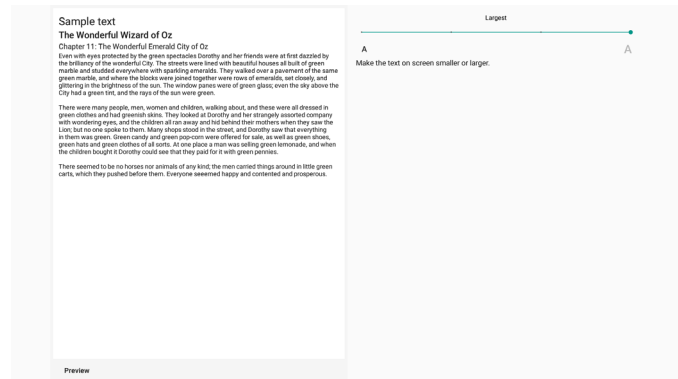 Sample text
The Wonderful Wizard of Oz
Chapter 11: The Wonderful Emerald City of Oz
Even with eyes protected by the green spectacles Dorothy and her friends were at first dazzled by
the brilliancy of the wonderful City. The streets were lined with beautiful houses all built of green
marble and studded everywhere with sparkling emeralds. They walked over a pavement of the same
green marble, and where the blocks were joined together were rows of emeralds, set closely, and
glittering in the brightness of the sun. The window panes were of green glass; even the sky above the
City had a green tint, and the rays of the sun were green.
There were many people, men, women and children, walking about, and these were all dressed in
green clothes and had greenish skins. They looked at Dorothy and her strangely assorted company
with wondering eyes, and the children all ran away and hid behind their mothers when they saw the
Lion; but no one spoke to them. Many shops stood in the street, and Dorothy saw that everything
in them was green. Green candy and green pop-corn were offered for sale, as well as green shoes,
green hats and green clothes of all sorts. At one place a man was selling green lemonade, and when
the children bought it Dorothy could see that they paid for it with green pennies.
There seemed to be no horses nor animals of any kind; the men carried things around in little green
carts, which they pushed before them. Everyone seeemed happy and contented and prosperous.
Preview
Largest
A A
Make the text on screen smaller or larger.